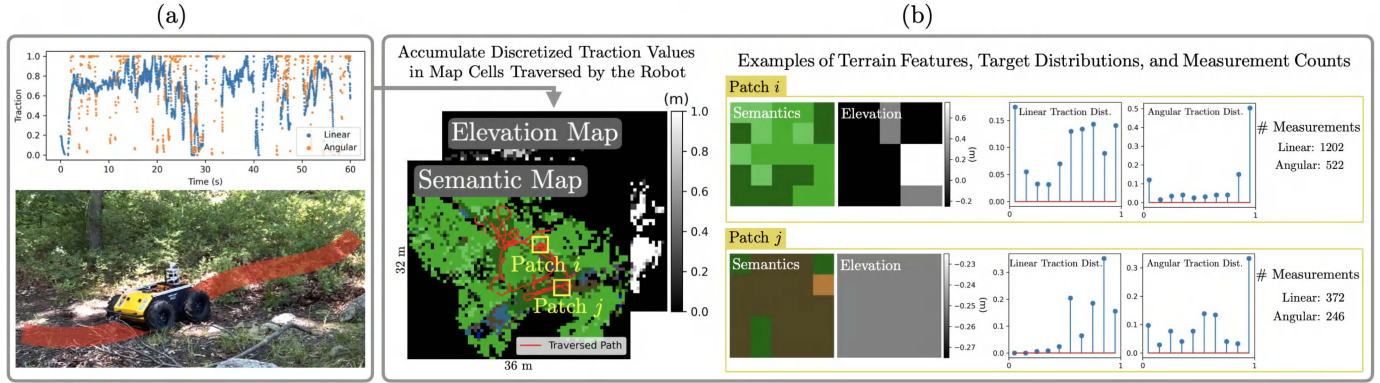 (a)
(b)
1.0
0.8
0.6
0.4
0.2
0.0
Traction
Linear
Angular
0 10 20 30 40 50 60
Time (s)
Accumulate Discretized Traction Values
in Map Cells Traversed by the Robot
(m)
1.0
0.8
0.6
0.4
0.2
0.0
Elevation Map
Semantic Map
Patch i
Patch j
Traversed Path
32 m
36 m
Examples of Terrain Features, Target Distributions, and Measurement Counts
Patch i
Semantics
Elevation
0.6
0.4
0.2
0.0
-0.2
(m)
Linear Traction Dist.
0.15
0.10
0.05
0.00
0 1
Angular Traction Dist.
0.5
0.4
0.3
0.2
0.1
0.0
0 1
# Measurements
Linear: 1202
Angular: 522
Patch j
Semantics
Elevation
-0.23
-0.24
-0.25
-0.26
-0.27
(m)
Linear Traction Dist.
0.3
0.2
0.1
0.0
0 1
Angular Traction Dist.
0.3
0.2
0.1
0.0
0 1
# Measurements
Linear: 372
Angular: 246